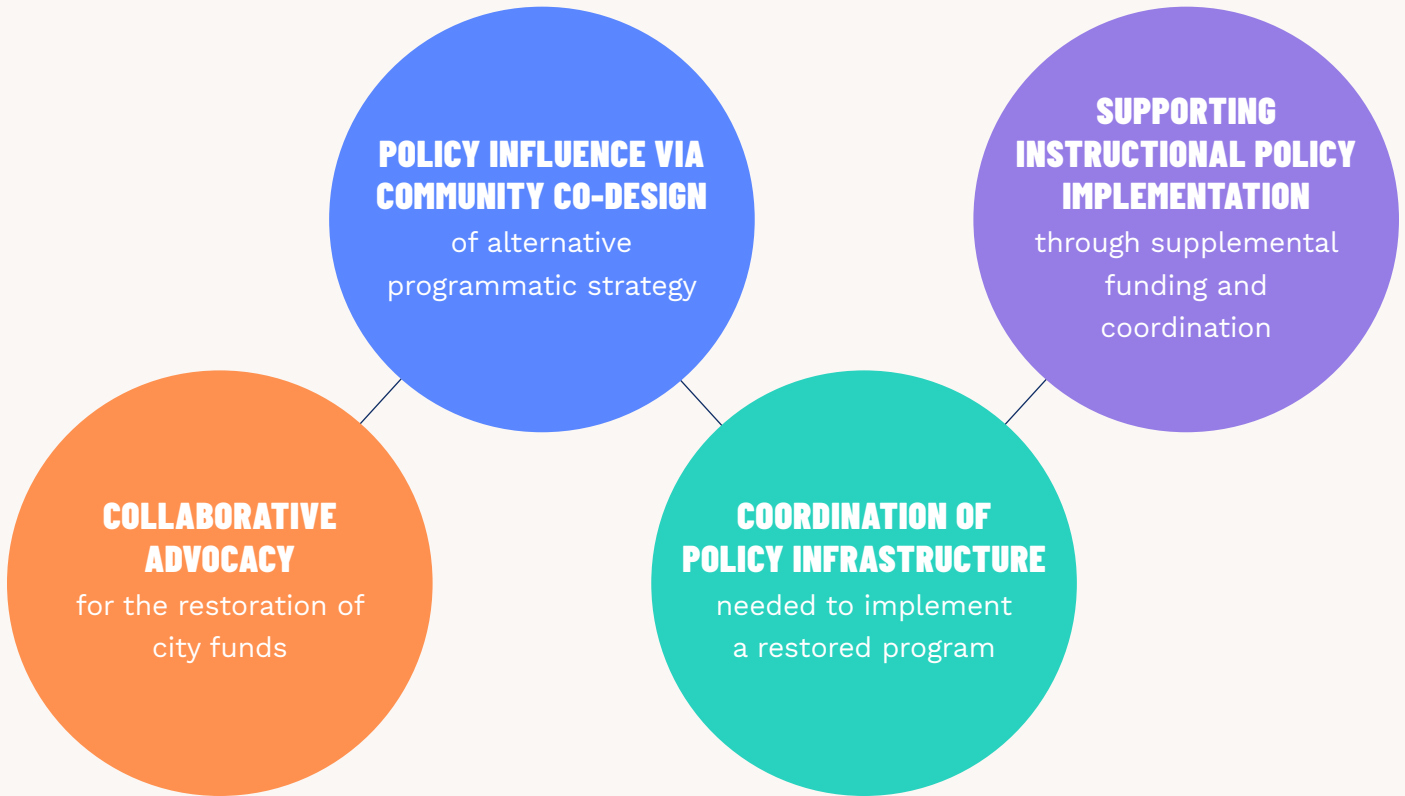 COLLABORATIVE
ADVOCACY
for the restoration of
city funds
POLICY INFLUENCE VIA
COMMUNITY CO-DESIGN
of alternative
programmatic strategy
COORDINATION OF
POLICY INFRASTRUCTURE
needed to implement
a restored program
SUPPORTING
INSTRUCTIONAL POLICY
IMPLEMENTATION
through supplemental
funding and
coordination